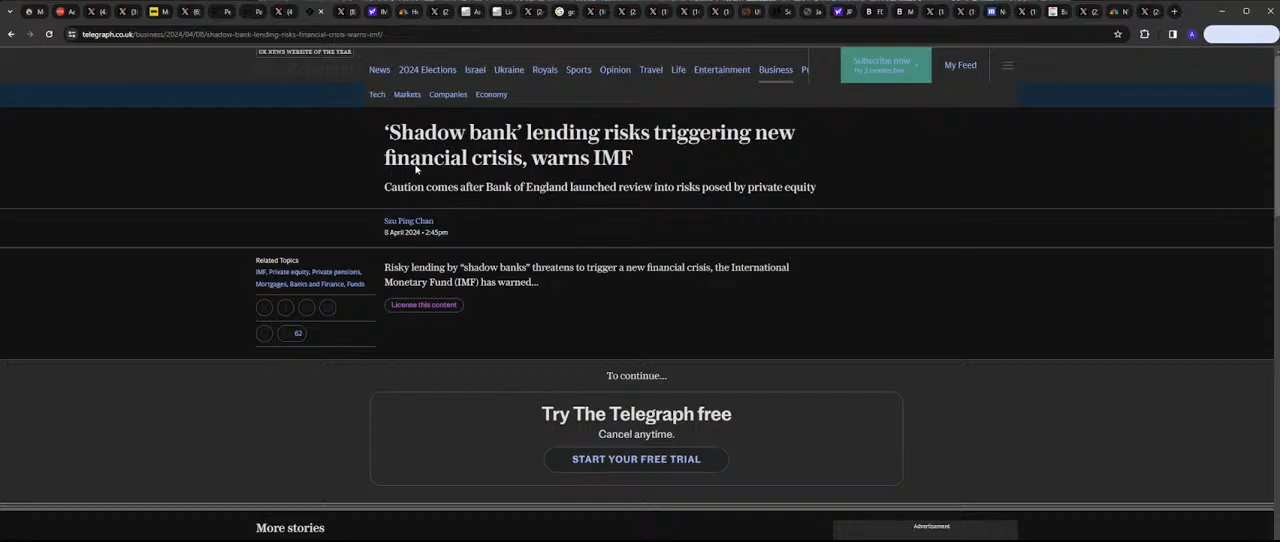 telegraph.co.uk/business/2024/04/08/shadow-bank-lending-risks-financial-crisis-warns-imf/
UK NEWS WEBSITE OF THE YEAR
News 2024 Elections Israel Ukraine Royals Sports Opinion Travel Life Entertainment Business
Subscribe now
Try 3 months free
My Feed
Tech Markets Companies Economy
‘Shadow bank’ lending risks triggering new
financial crisis, warns IMF
Caution comes after Bank of England launched review into risks posed by private equity
Szu Ping Chan
8 April 2024 • 2:45pm
Related Topics
IMF, Private equity, Private pensions,
Mortgages, Banks and Finance, Funds
62
Risky lending by “shadow banks” threatens to trigger a new financial crisis, the International
Monetary Fund (IMF) has warned...
License this content
To continue...
Try The Telegraph free
Cancel anytime.
START YOUR FREE TRIAL
More stories
Advertisement